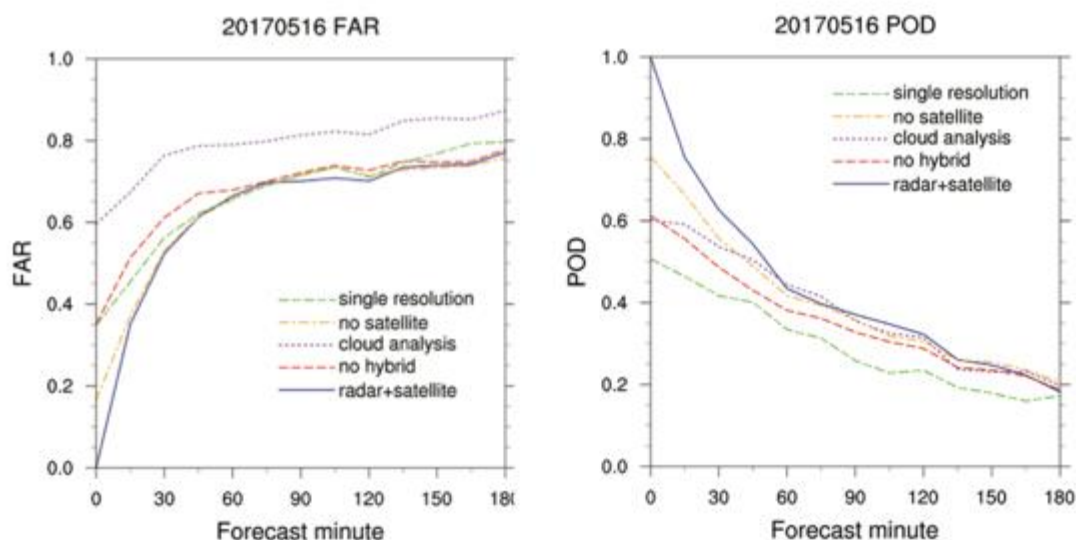 20170516 FAR
FAR
1.0
0.8
0.6
0.4
0.2
0.0
single resolution
no satellite
cloud analysis
no hybrid
radar+satellite
0 30 60 90 120 150 180
Forecast minute
20170516 POD
POD
1.0
0.8
0.6
0.4
0.2
0.0
single resolution
no satellite
cloud analysis
no hybrid
radar+satellite
0 30 60 90 120 150 180
Forecast minute